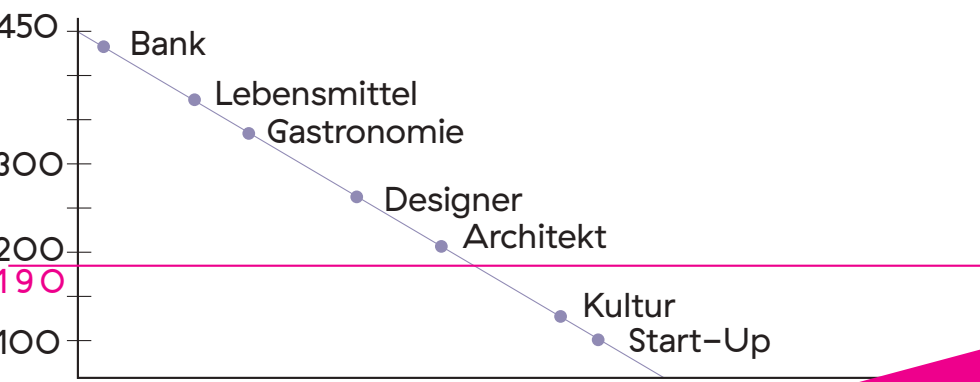 450
Bank
Lebensmittel
Gastronomie
300
Designer
Architekt
200
190
Kultur
Start-Up
100